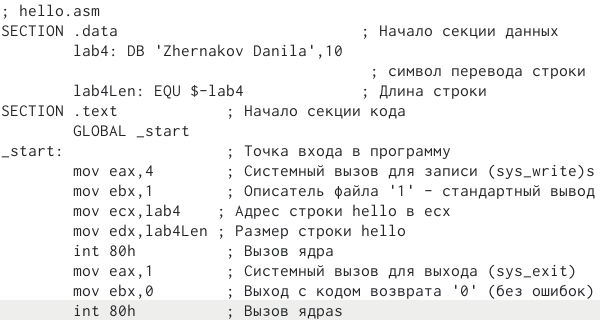 ; hello.asm
SECTION .data ; Начало секции данных
lab4: DB 'Zhernakov Danila',10
; символ перевода строки
lab4Len: EQU $-lab4 ; Длина строки
SECTION .text ; Начало секции кода
GLOBAL _start
_start: ; Точка входа в программу
mov eax,4 ; Системный вызов для записи (sys_write)s
mov ebx,1 ; Описатель файла '1' - стандартный вывод
mov ecx,lab4 ; Адрес строки hello в ecx
mov edx,lab4Len ; Размер строки hello
int 80h ; Вызов ядра
mov eax,1 ; Системный вызов для выхода (sys_exit)
mov ebx,0 ; Выход с кодом возврата '0' (без ошибок)
int 80h ; Вызов ядраs